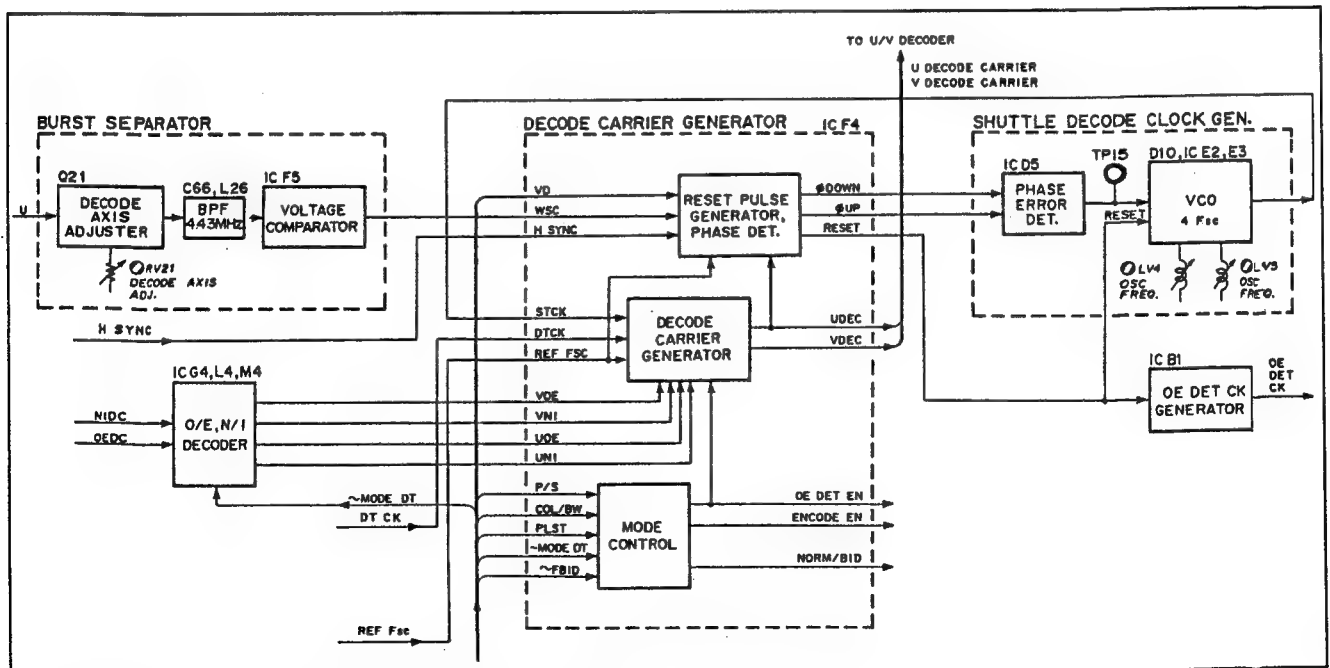 TO U/V DECODER
U DECODE CARRIER
V DECODE CARRIER
BURST SEPARATOR
Q21
DECODE
AXIS
ADJUSTER
C66, L26
BPF
4.43MHz
IC F5
VOLTAGE
COMPARATOR
U
RV21
DECODE AXIS
ADJ.
H SYNC
DECODE CARRIER GENERATOR
IC F4
VD
WSC
H SYNC
RESET PULSE
GENERATOR,
PHASE DET.
ØDOWN
ØUP
RESET
STCK
DTCK
REF FSC
DECODE
CARRIER
GENERATOR
UDEC
VDEC
SHUTTLE DECODE CLOCK GEN.
IC D5
PHASE
ERROR
DET.
TP15
RESET
D10, IC E2, E3
VCO
4 Fsc
LV4
OSC
FREQ.
LV5
OSC
FREQ.
IC B1
OE DET CK
GENERATOR
OE
DET
CK
IC G4, L4, M4
NIDC
OEDC
O/E, N/I
DECODER
VOE
VNI
UOE
UNI
~MODE DT
DT CK
P/S
COL/BW
PLST
~MODE DT
~FBID
MODE
CONTROL
OE DET EN
ENCODE EN
NORM/BID
REF Fsc